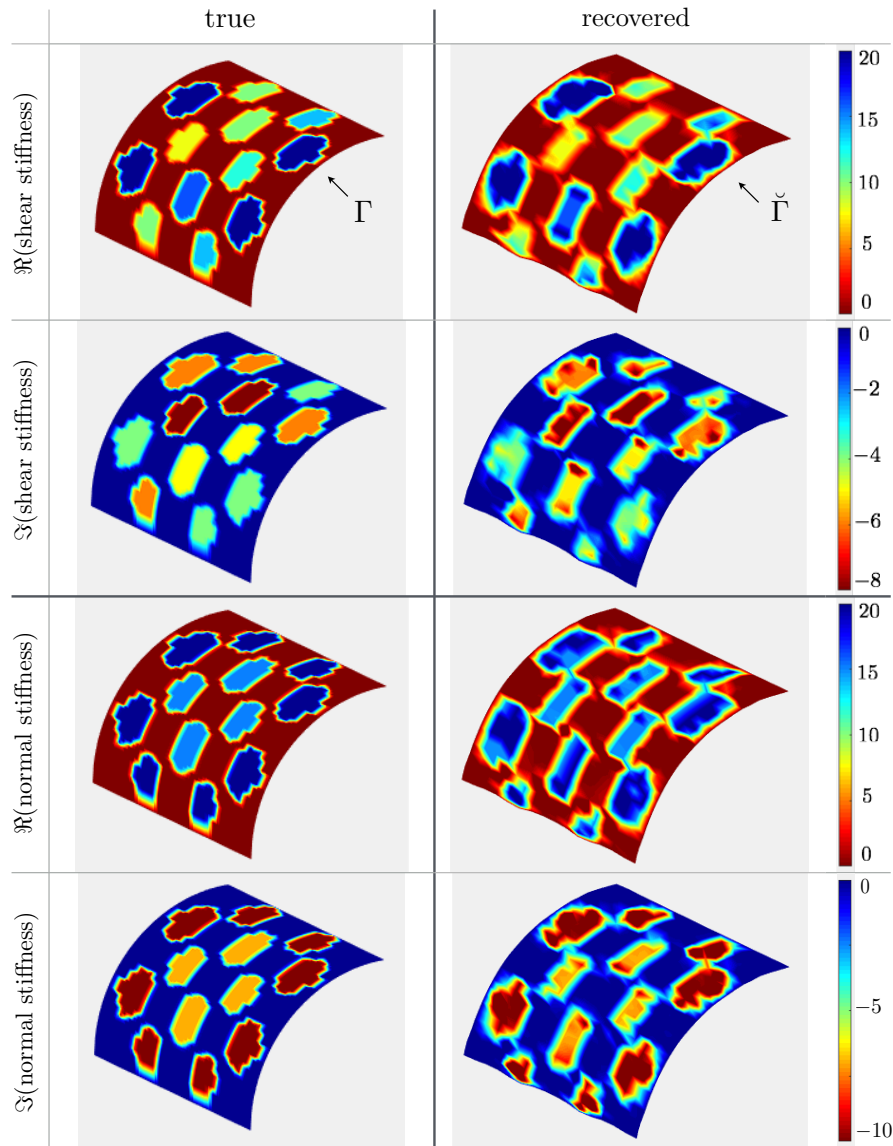 true recovered
ℜ(shear stiffness)
Γ
Γ̆
20
15
10
5
0
ℑ(shear stiffness)
0
−2
−4
−6
−8
ℜ(normal stiffness)
20
15
10
5
0
ℑ(normal stiffness)
0
−5
−10